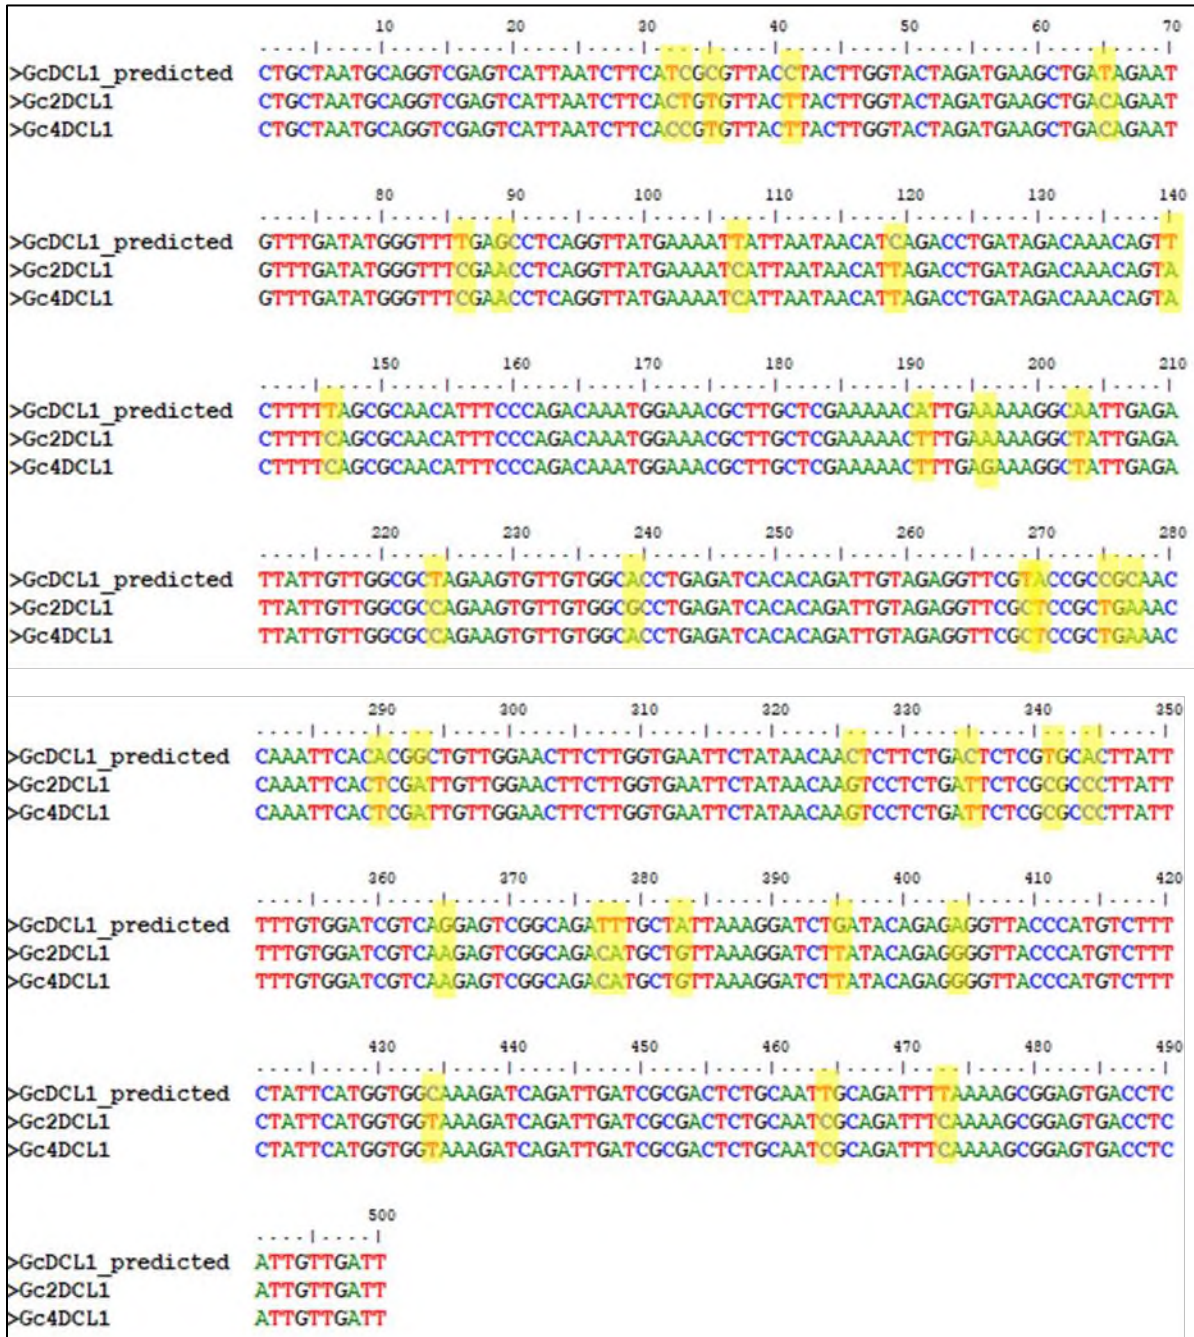 10 20 30 40 50 60 70
....|....|....|....|....|....|....|....|....|....|....|....|....|....|
>GcDCL1_predicted CTGCTAATGCAGGTCGAGTCATTAATCTTCATCGCGTTACCTACTTGGTACTAGATGAAGCTGATAGAAT
>Gc2DCL1 CTGCTAATGCAGGTCGAGTCATTAATCTTCACTGTGTTACTTACTTGGTACTAGATGAAGCTGACAGAAT
>Gc4DCL1 CTGCTAATGCAGGTCGAGTCATTAATCTTCACCGTGTTACTTACTTGGTACTAGATGAAGCTGACAGAAT
80 90 100 110 120 130 140
....|....|....|....|....|....|....|....|....|....|....|....|....|....|
>GcDCL1_predicted GTTTGATATGGGTTTTGAGCCTCAGGTTATGAAAATTATTAATAACATCAGACCTGATAGACAAACAGTT
>Gc2DCL1 GTTTGATATGGGTTTCGAACCTCAGGTTATGAAAATCATTAATAACATTAGACCTGATAGACAAACAGTA
>Gc4DCL1 GTTTGATATGGGTTTCGAACCTCAGGTTATGAAAATCATTAATAACATTAGACCTGATAGACAAACAGTA
150 160 170 180 190 200 210
....|....|....|....|....|....|....|....|....|....|....|....|....|....|
>GcDCL1_predicted CTTTTTAGCGCAACATTTCCCAGACAAATGGAAACGCTTGCTCGAAAAACATTGAAAAAGGCAATTGAGA
>Gc2DCL1 CTTTTCAGCGCAACATTTCCCAGACAAATGGAAACGCTTGCTCGAAAAACTTTGAAAAAGGCTATTGAGA
>Gc4DCL1 CTTTTCAGCGCAACATTTCCCAGACAAATGGAAACGCTTGCTCGAAAAACTTTGAGAAAGGCTATTGAGA
220 230 240 250 260 270 280
....|....|....|....|....|....|....|....|....|....|....|....|....|....|
>GcDCL1_predicted TTATTGTTGGCGCTAGAAGTGTTGTGGCACCTGAGATCACACAGATTGTAGAGGTTCGTACCGCCGCAAC
>Gc2DCL1 TTATTGTTGGCGCCAGAAGTGTTGTGGCGCCTGAGATCACACAGATTGTAGAGGTTCGCTCCGCTGAAAC
>Gc4DCL1 TTATTGTTGGCGCCAGAAGTGTTGTGGCACCTGAGATCACACAGATTGTAGAGGTTCGCTCCGCTGAAAC
290 300 310 320 330 340 350
....|....|....|....|....|....|....|....|....|....|....|....|....|....|
>GcDCL1_predicted CAAATTCACACGGCTGTTGGAACTTCTTGGTGAATTCTATAACAACTCTTCTGACTCTCGTGCACTTATT
>Gc2DCL1 CAAATTCACTCGATTGTTGGAACTTCTTGGTGAATTCTATAACAAGTCCTCTGATTCTCGCGCCCTTATT
>Gc4DCL1 CAAATTCACTCGATTGTTGGAACTTCTTGGTGAATTCTATAACAAGTCCTCTGATTCTCGCGCCCTTATT
360 370 380 390 400 410 420
....|....|....|....|....|....|....|....|....|....|....|....|....|....|
>GcDCL1_predicted TTTGTGGATCGTCAGGAGTCGGCAGATTTGCTATTAAAGGATCTGATACAGAGAGGTTACCCATGTCTTT
>Gc2DCL1 TTTGTGGATCGTCAAGAGTCGGCAGACATGCTGTTAAAGGATCTTATACAGAGGGGTTACCCATGTCTTT
>Gc4DCL1 TTTGTGGATCGTCAAGAGTCGGCAGACATGCTGTTAAAGGATCTTATACAGAGGGGTTACCCATGTCTTT
430 440 450 460 470 480 490
....|....|....|....|....|....|....|....|....|....|....|....|....|....|
>GcDCL1_predicted CTATTCATGGTGGCAAAGATCAGATTGATCGCGACTCTGCAATTGCAGATTTTAAAAGCGGAGTGACCTC
>Gc2DCL1 CTATTCATGGTGGTAAAGATCAGATTGATCGCGACTCTGCAATCGCAGATTTCAAAAGCGGAGTGACCTC
>Gc4DCL1 CTATTCATGGTGGTAAAGATCAGATTGATCGCGACTCTGCAATCGCAGATTTCAAAAGCGGAGTGACCTC
500
....|....|
>GcDCL1_predicted ATTGTTGATT
>Gc2DCL1 ATTGTTGATT
>Gc4DCL1 ATTGTTGATT